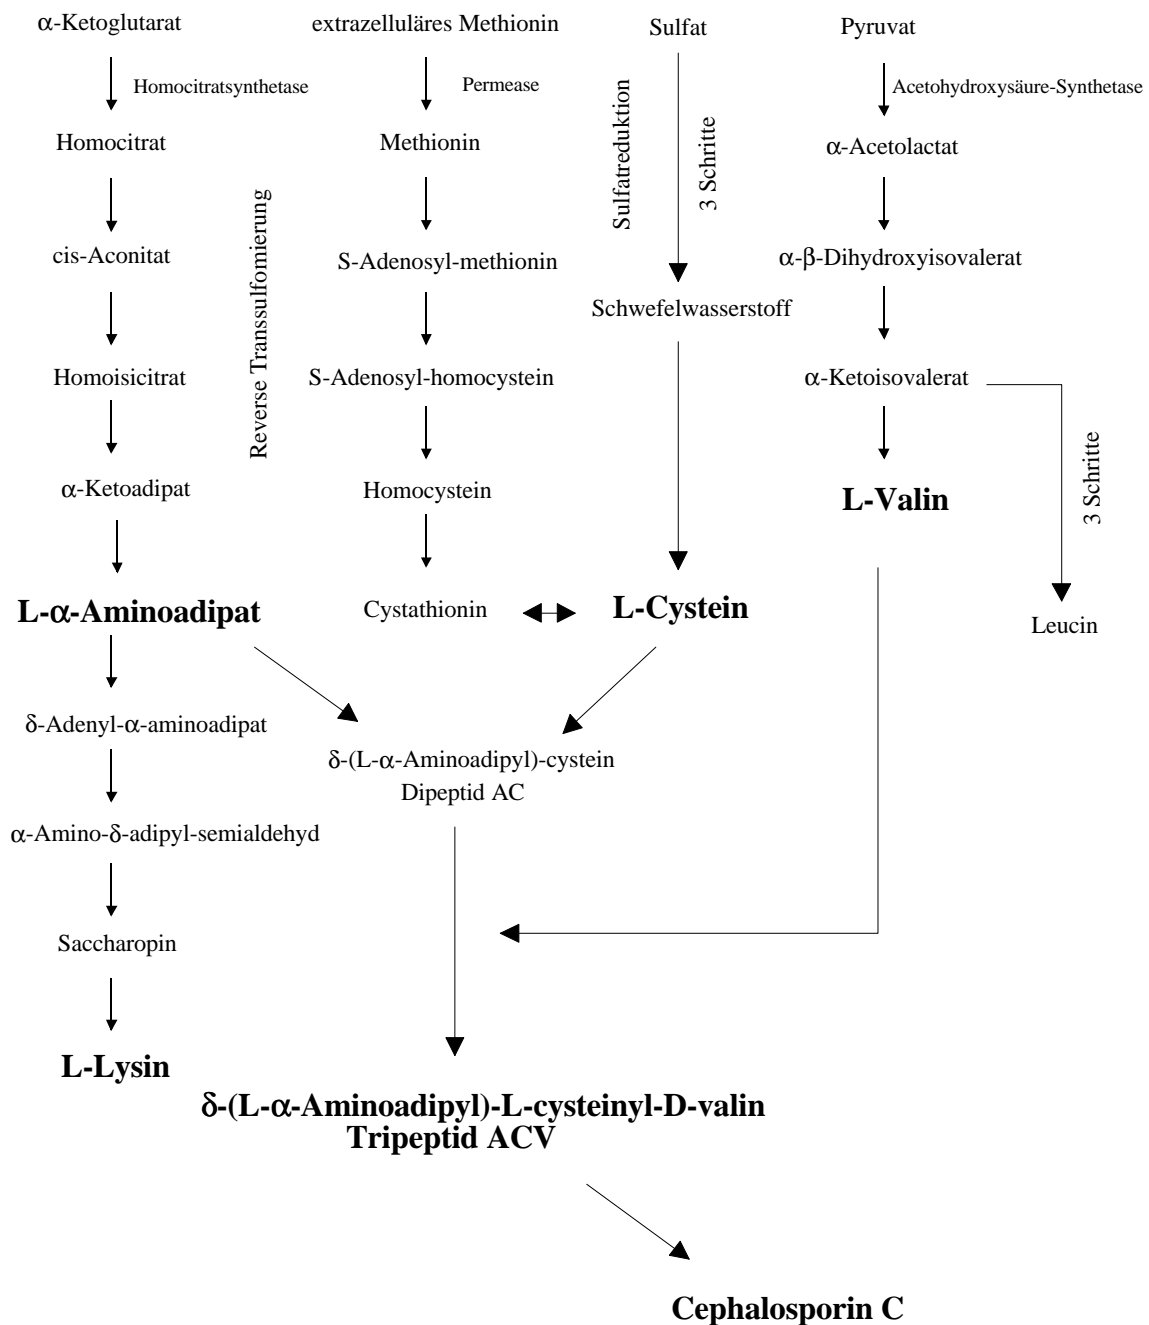 α-Ketoglutarat
extrazelluläres Methionin
Sulfat
Pyruvat
Homocitratsynthetase
Permease
Acetohydroxysäure-Synthetase
Homocitrat
Methionin
Sulfatreduktion
3 Schritte
α-Acetolactat
cis-Aconitat
Reverse Transsulfomierung
S-Adenosyl-methionin
α-β-Dihydroxyisovalerat
Schwefelwasserstoff
Homoisicitrat
S-Adenosyl-homocystein
α-Ketoisovalerat
α-Ketoadipat
Homocystein
L-Valin
3 Schritte
L-α-Aminoadipat
Cystathionin
L-Cystein
Leucin
δ-Adenyl-α-aminoadipat
δ-(L-α-Aminoadipyl)-cystein
Dipeptid AC
α-Amino-δ-adipyl-semialdehyd
Saccharopin
L-Lysin
δ-(L-α-Aminoadipyl)-L-cysteinyl-D-valin
Tripeptid ACV
Cephalosporin C